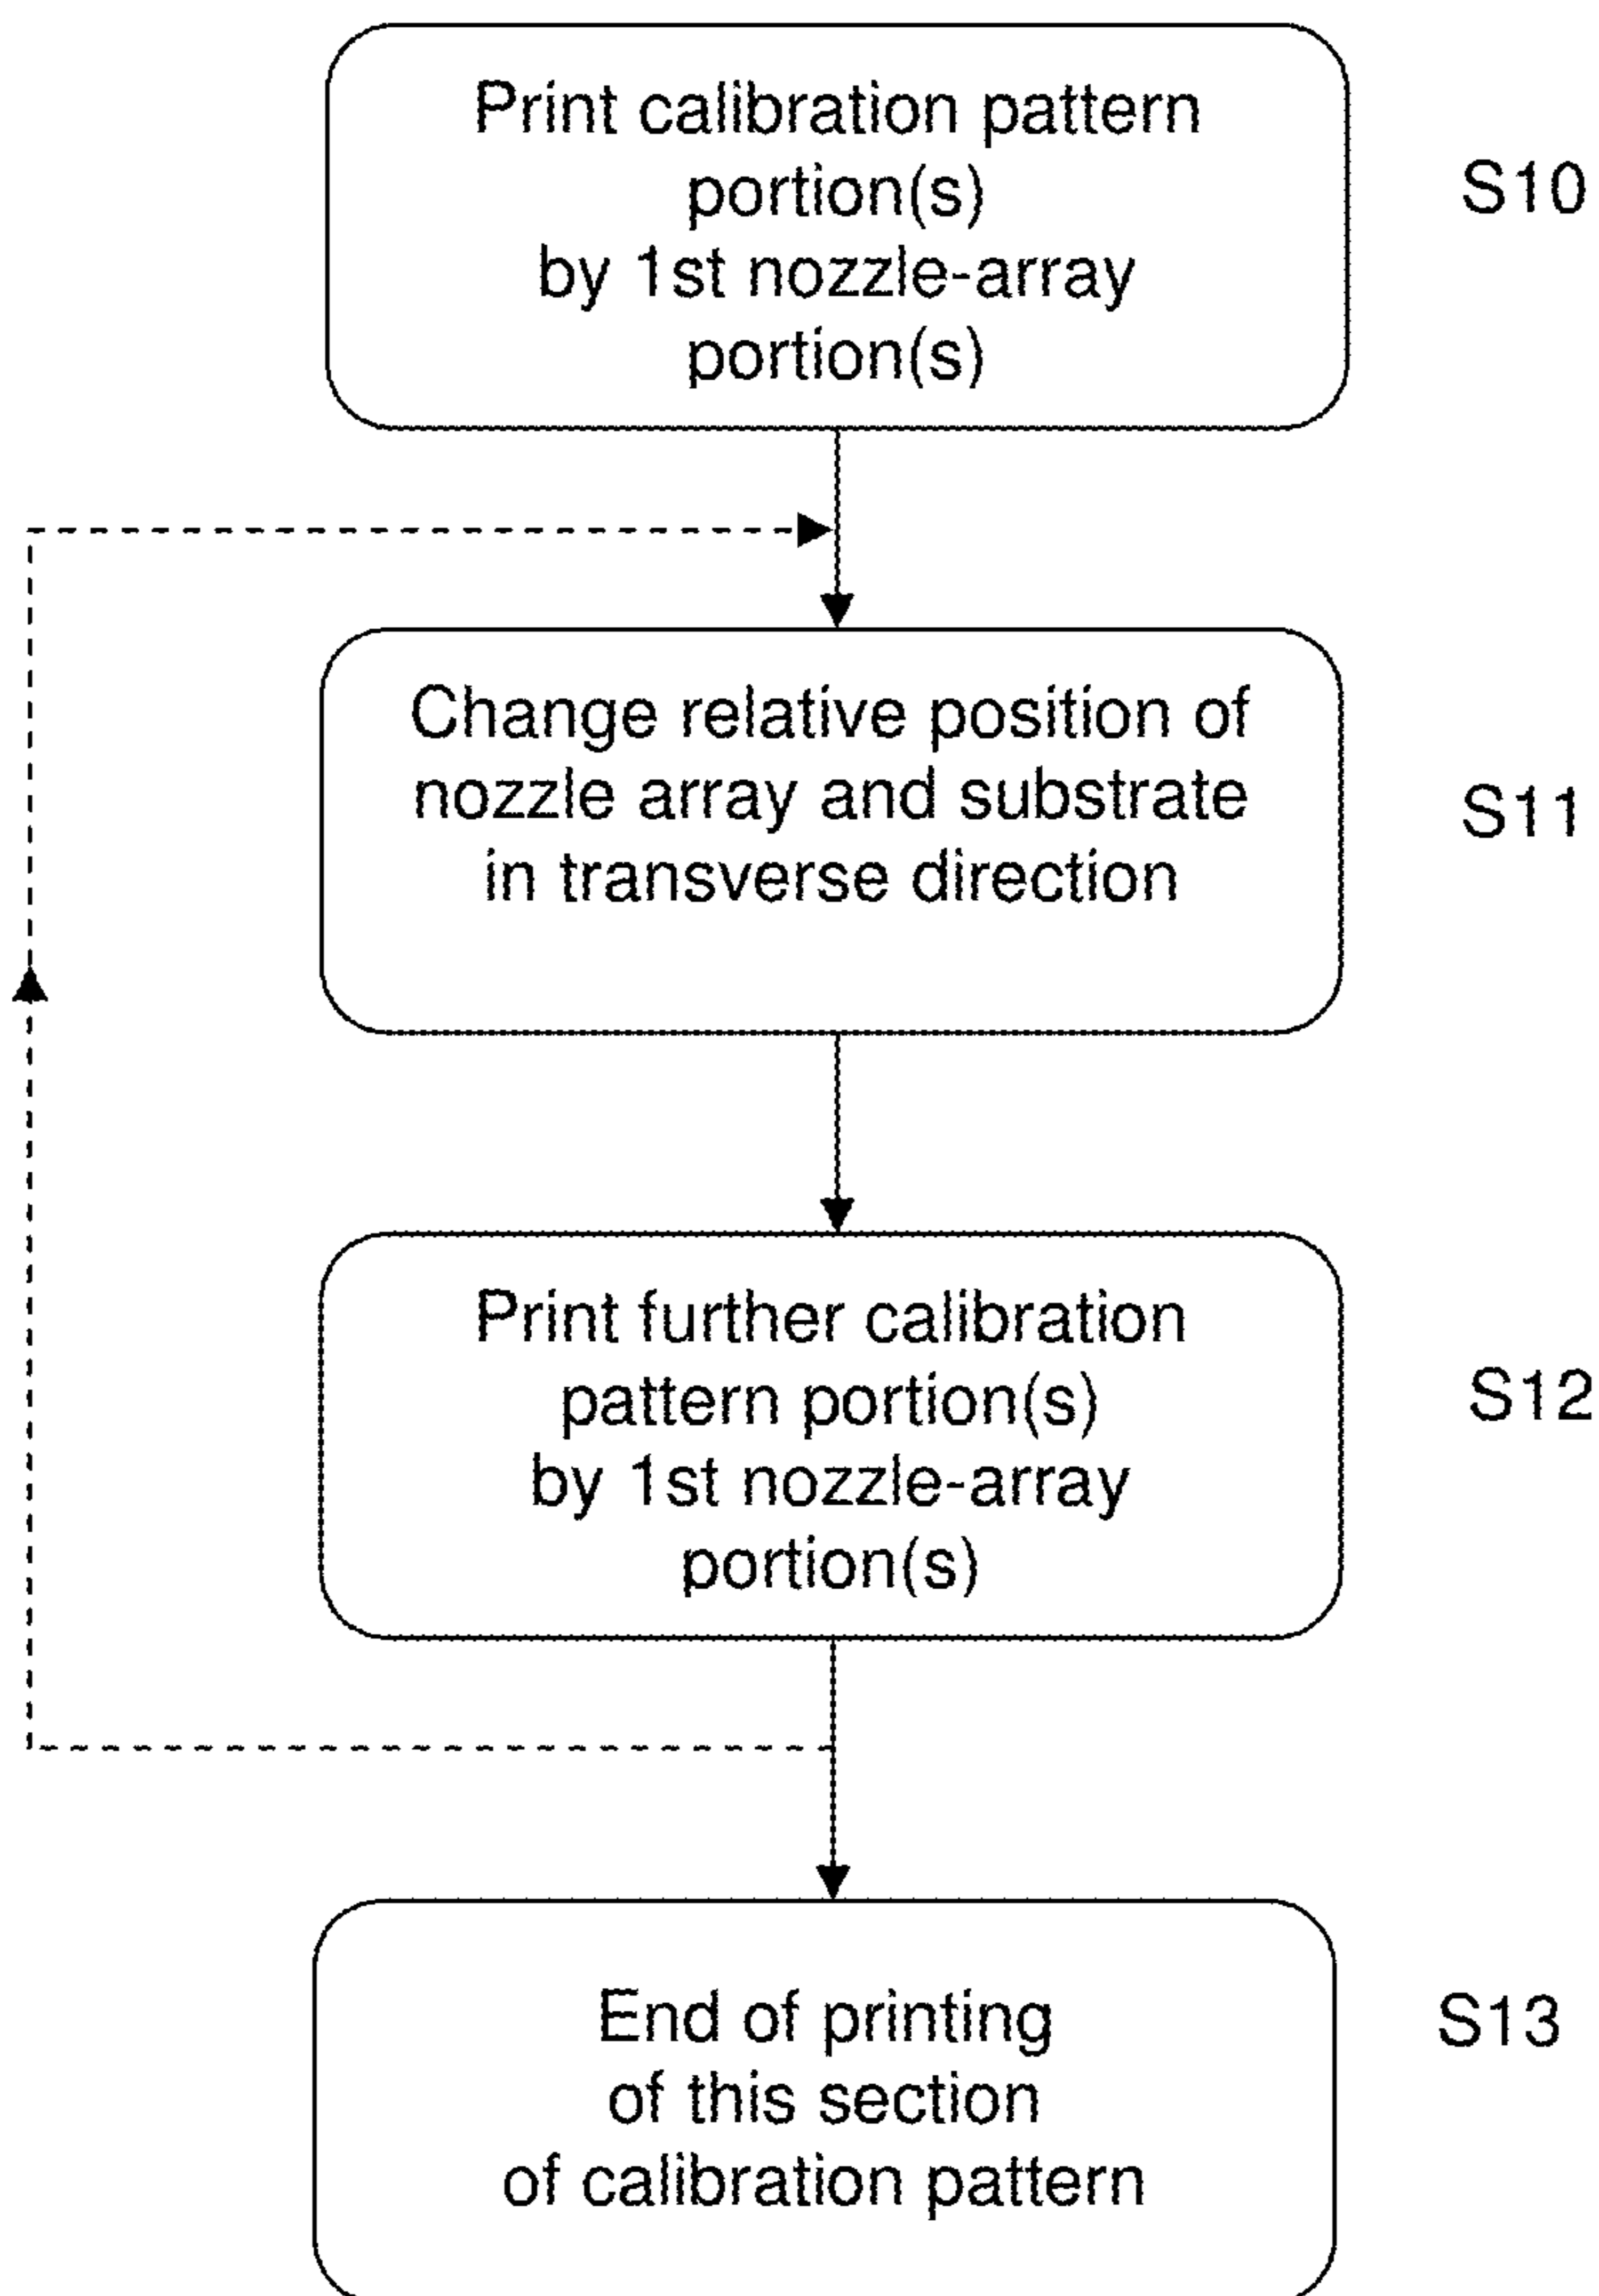 Print calibration pattern
portion(s)
by 1st nozzle-array
portion(s)
S10
Change relative position of
nozzle array and substrate
in transverse direction
S11
Print further calibration
pattern portion(s)
by 1st nozzle-array
portion(s)
S12
End of printing
of this section
of calibration pattern
S13